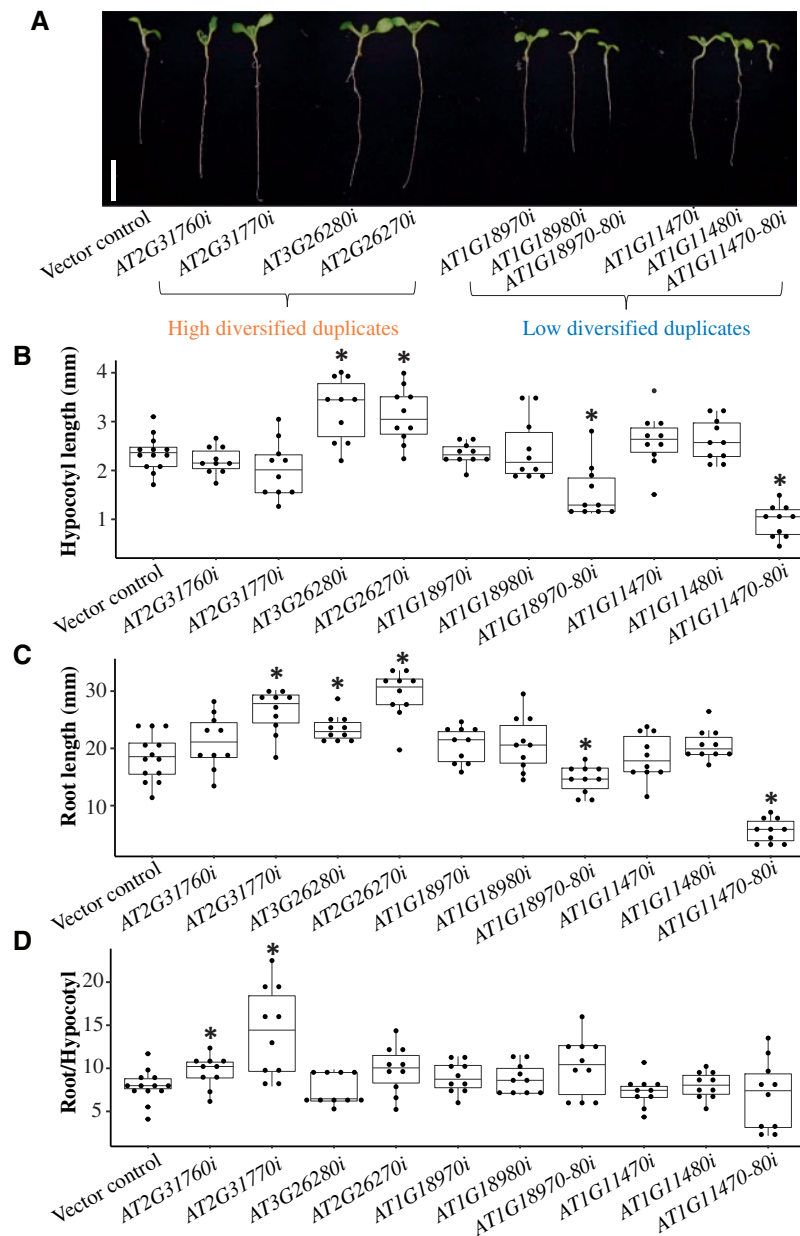 A
Vector control
AT2G31760i
AT2G31770i
AT3G26280i
AT2G26270i
AT1G18970i
AT1G18980i
AT1G18970-80i
AT1G11470i
AT1G11480i
AT1G11470-80i
High diversified duplicates
Low diversified duplicates
B
Hypocotyl length (mm)
4
3
2
1
* * * *
Vector control
AT2G31760i
AT2G31770i
AT3G26280i
AT2G26270i
AT1G18970i
AT1G18980i
AT1G18970-80i
AT1G11470i
AT1G11480i
AT1G11470-80i
C
Root length (mm)
30
20
10
* * * * *
Vector control
AT2G31760i
AT2G31770i
AT3G26280i
AT2G26270i
AT1G18970i
AT1G18980i
AT1G18970-80i
AT1G11470i
AT1G11480i
AT1G11470-80i
D
Root/Hypocotyl
20
15
10
5
* *
Vector control
AT2G31760i
AT2G31770i
AT3G26280i
AT2G26270i
AT1G18970i
AT1G18980i
AT1G18970-80i
AT1G11470i
AT1G11480i
AT1G11470-80i